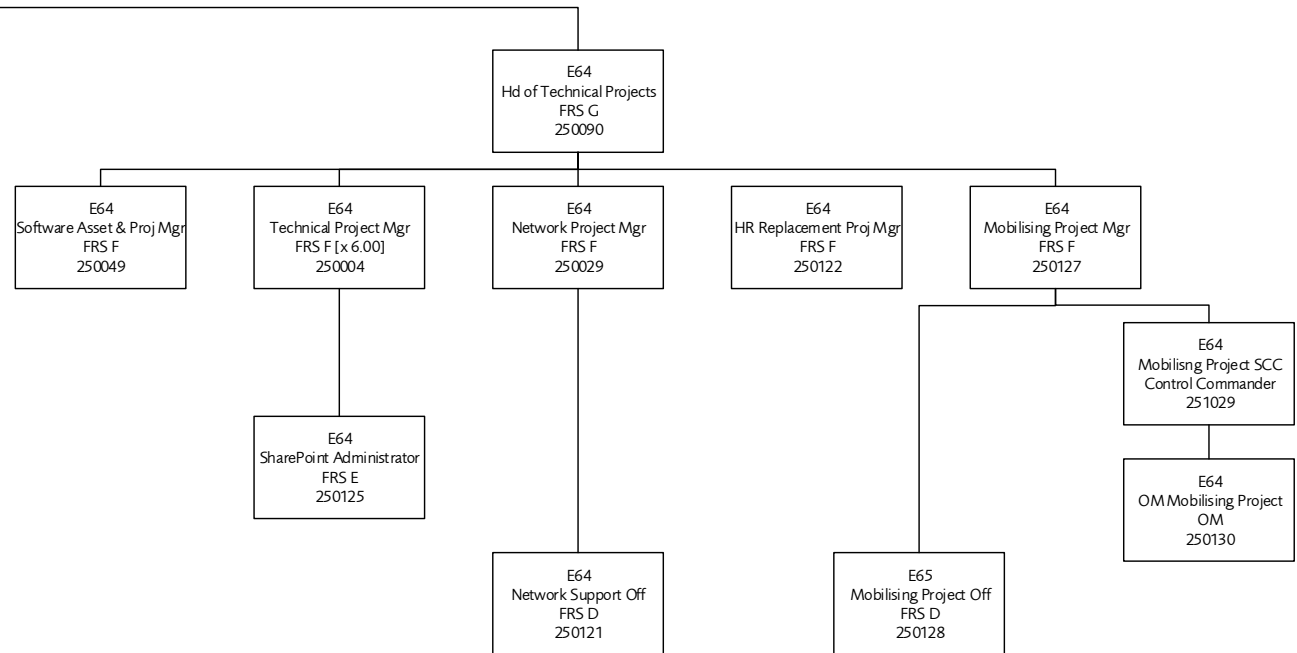 E64
Hd of Technical Projects
FRS G
250090
E64
Software Asset & Proj Mgr
FRS F
250049
E64
Technical Project Mgr
FRS F [x 6.00]
250004
E64
Network Project Mgr
FRS F
250029
E64
HR Replacement Proj Mgr
FRS F
250122
E64
Mobilising Project Mgr
FRS F
250127
E64
Mobilisng Project SCC
Control Commander
251029
E64
SharePoint Administrator
FRS E
250125
E64
OM Mobilising Project
OM
250130
E64
Network Support Off
FRS D
250121
E65
Mobilising Project Off
FRS D
250128